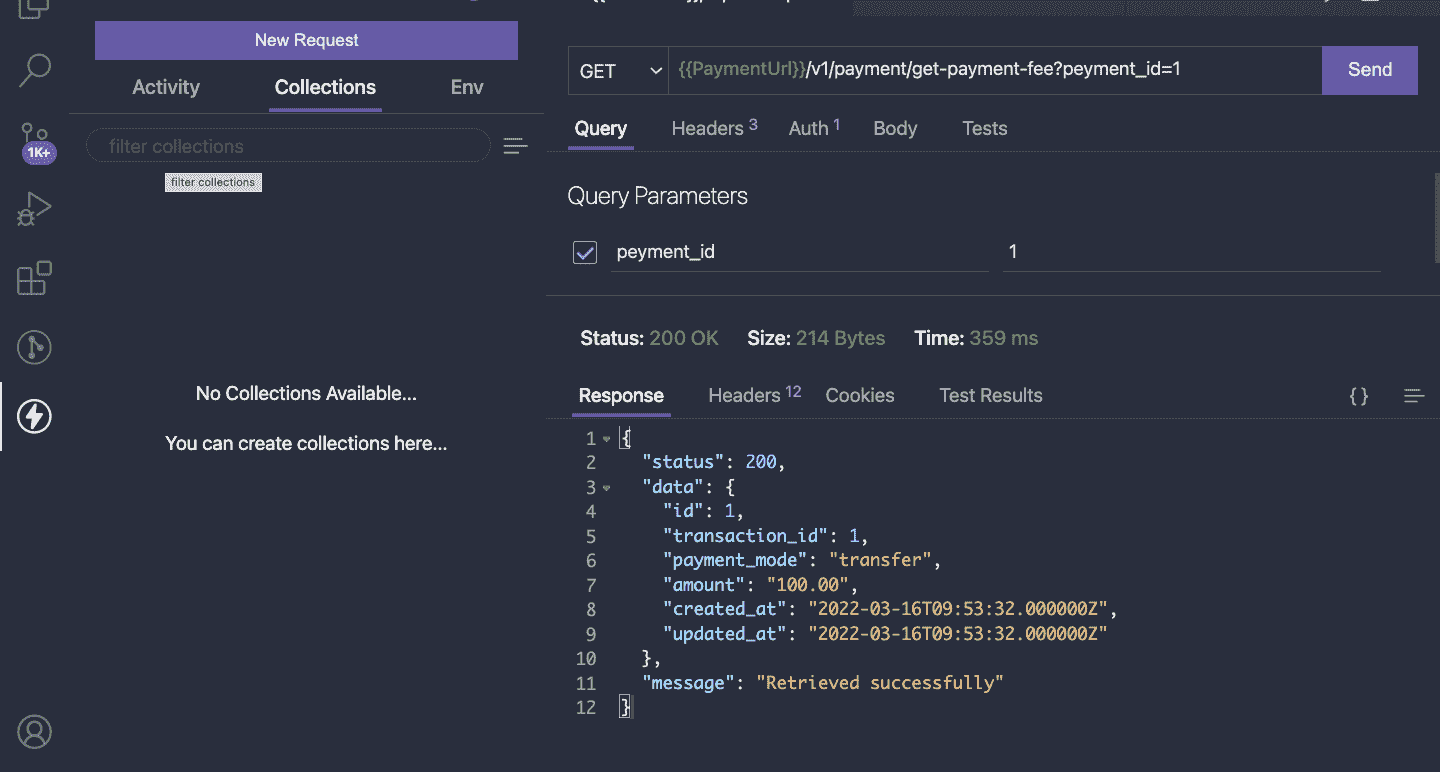 New Request
Activity Collections Env
filter collections
filter collections
1K+
No Collections Available...
You can create collections here...
GET {{PaymentUrl}}/v1/payment/get-payment-fee?peyment_id=1 Send
Query Headers 3 Auth 1 Body Tests
Query Parameters
peyment_id 1
Status: 200 OK Size: 214 Bytes Time: 359 ms
Response Headers 12 Cookies Test Results {}
1 {
2 "status": 200,
3 "data": {
4 "id": 1,
5 "transaction_id": 1,
6 "payment_mode": "transfer",
7 "amount": "100.00",
8 "created_at": "2022-03-16T09:53:32.000000Z",
9 "updated_at": "2022-03-16T09:53:32.000000Z"
10 },
11 "message": "Retrieved successfully"
12 }